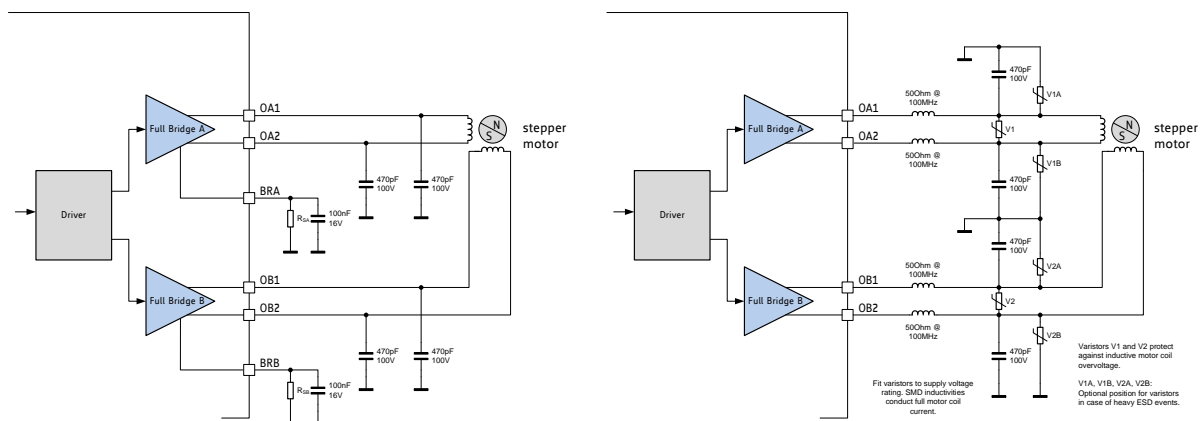 OA1
Full Bridge A
OA2
N
S
stepper
motor
BRA
RSA
100nF
16V
470pF
100V
470pF
100V
Driver
OB1
Full Bridge B
OB2
BRB
RSB
100nF
16V
470pF
100V
470pF
100V
470pF
100V
V1A
50Ohm @
100MHz
OA1
Full Bridge A
V1
OA2
50Ohm @
100MHz
N
S
stepper
motor
V1B
470pF
100V
Driver
470pF
100V
V2A
50Ohm @
100MHz
OB1
Full Bridge B
V2
OB2
50Ohm @
100MHz
V2B
470pF
100V
Varistors V1 and V2 protect
against inductive motor coil
overvoltage.
V1A, V1B, V2A, V2B:
Optional position for varistors
in case of heavy ESD events.
Fit varistors to supply voltage
rating. SMD inductivities
conduct full motor coil
current.